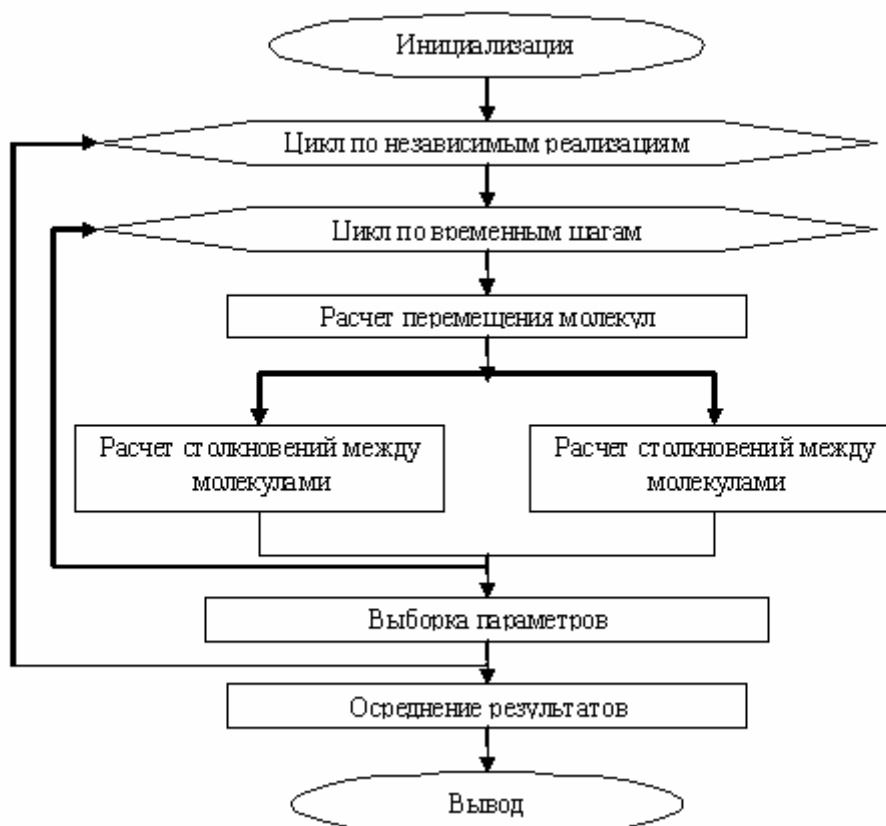 Инициализация
Цикл по независимым реализациям
Цикл по временным шагам
Расчет перемещения молекул
Расчет столкновений между
молекулами
Расчет столкновений между
молекулами
Выборка параметров
Осреднение результатов
Вывод